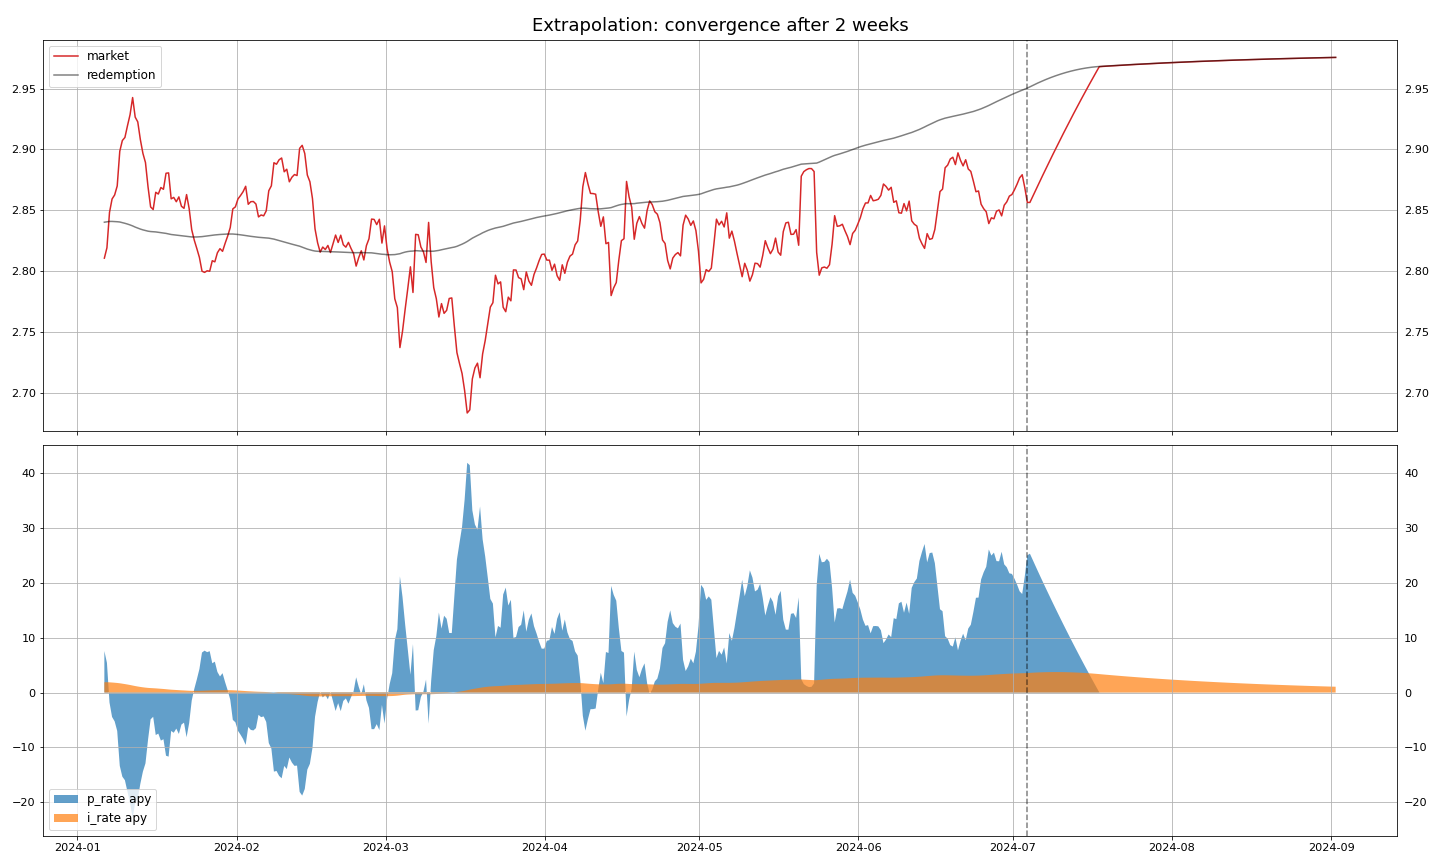 Extrapolation: convergence after 2 weeks
market
redemption
2.95 2.95
2.90 2.90
2.85 2.85
2.80 2.80
2.75 2.75
2.70 2.70
40 40
30 30
20 20
10 10
0 0
−10 −10
−20 −20
p_rate apy
i_rate apy
2024-01 2024-02 2024-03 2024-04 2024-05 2024-06 2024-07 2024-08 2024-09